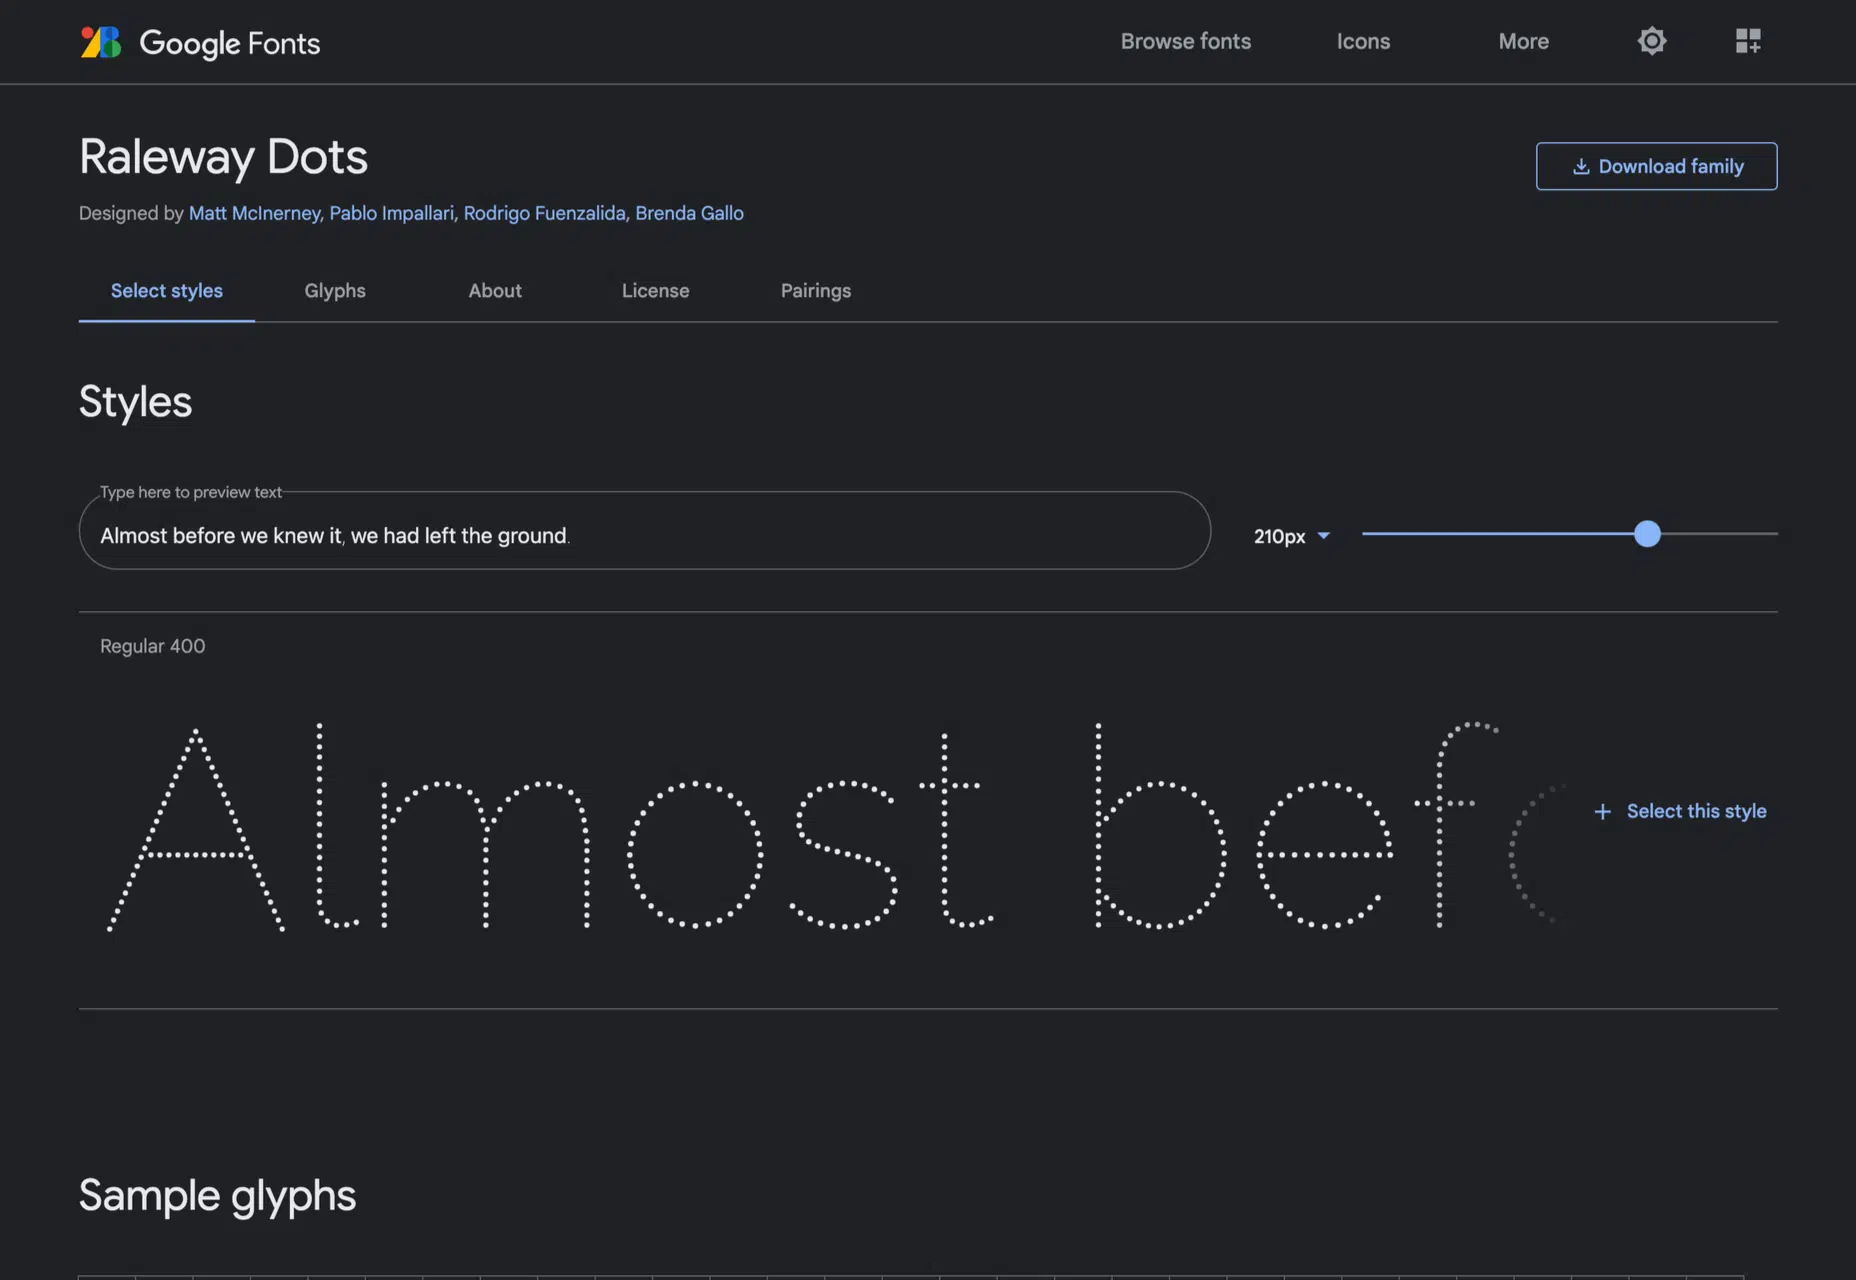 Google Fonts
Browse fonts
Icons
More
Raleway Dots
Download family
Designed by Matt McInerney, Pablo Impallari, Rodrigo Fuenzalida, Brenda Gallo
Select styles
Glyphs
About
License
Pairings
Styles
Type here to preview text
Almost before we knew it, we had left the ground.
210px
Regular 400
Almost befo
+ Select this style
Sample glyphs